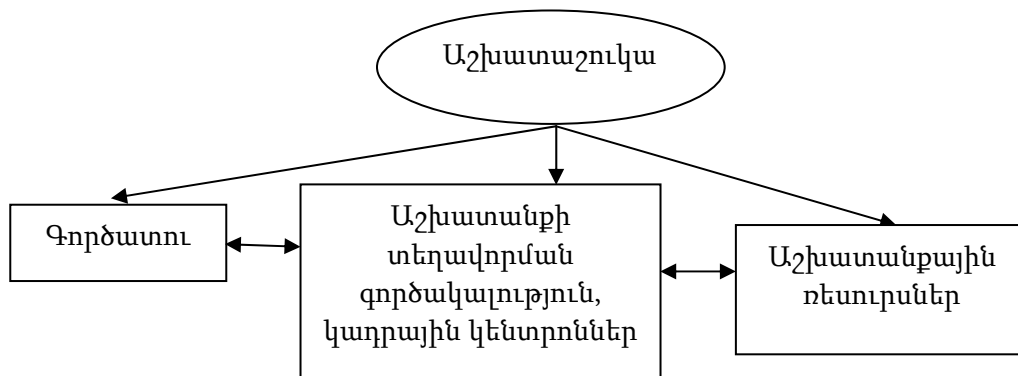 Աշխատաշուկա
Գործատու
Աշխատանքի
տեղավորման
գործակալություն,
կադրային կենտրոններ
Աշխատանքային
ռեսուրսներ